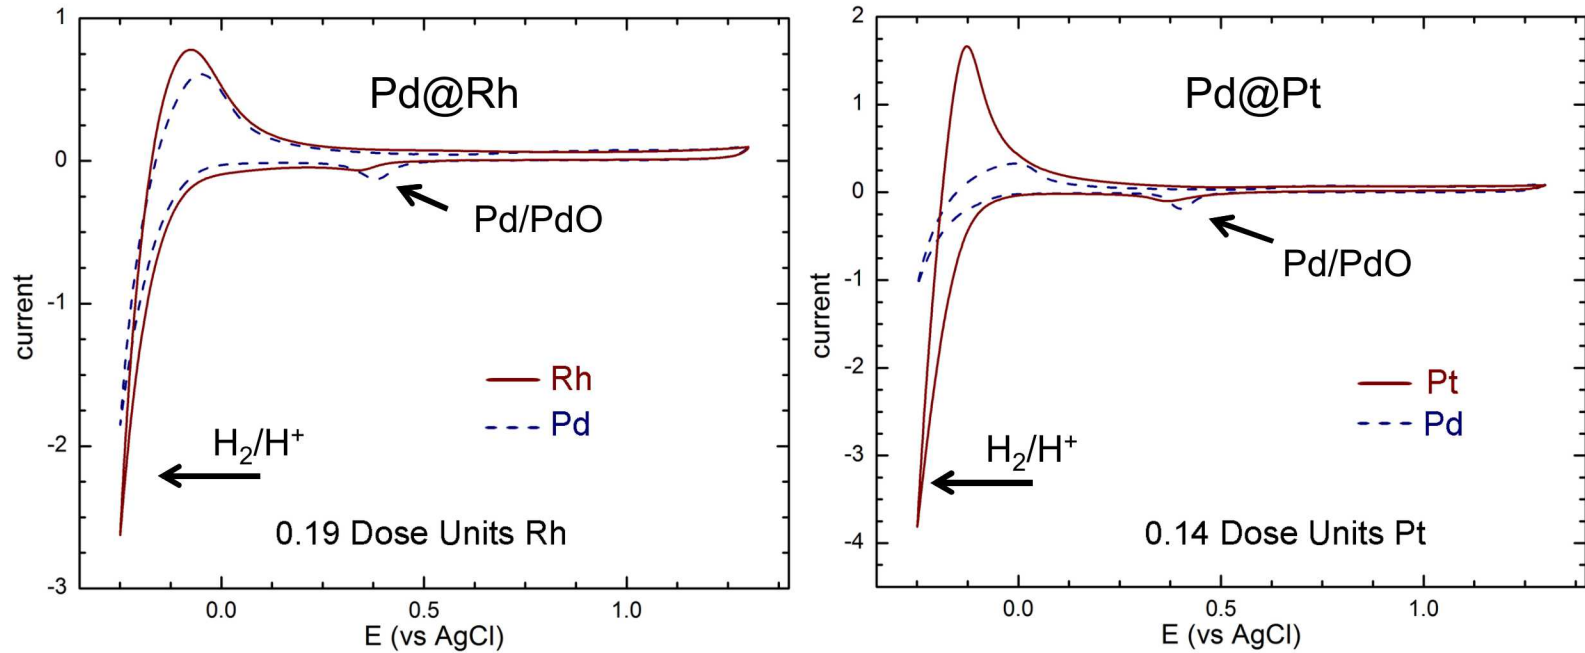 Pd@Rh
1
0
-1
-2
-3
current
Pd/PdO
Rh
Pd
H₂/H⁺
0.19 Dose Units Rh
0.0
0.5
1.0
E (vs AgCl)
Pd@Pt
2
1
0
-1
-2
-3
-4
current
Pd/PdO
Pt
Pd
H₂/H⁺
0.14 Dose Units Pt
0.0
0.5
1.0
E (vs AgCl)